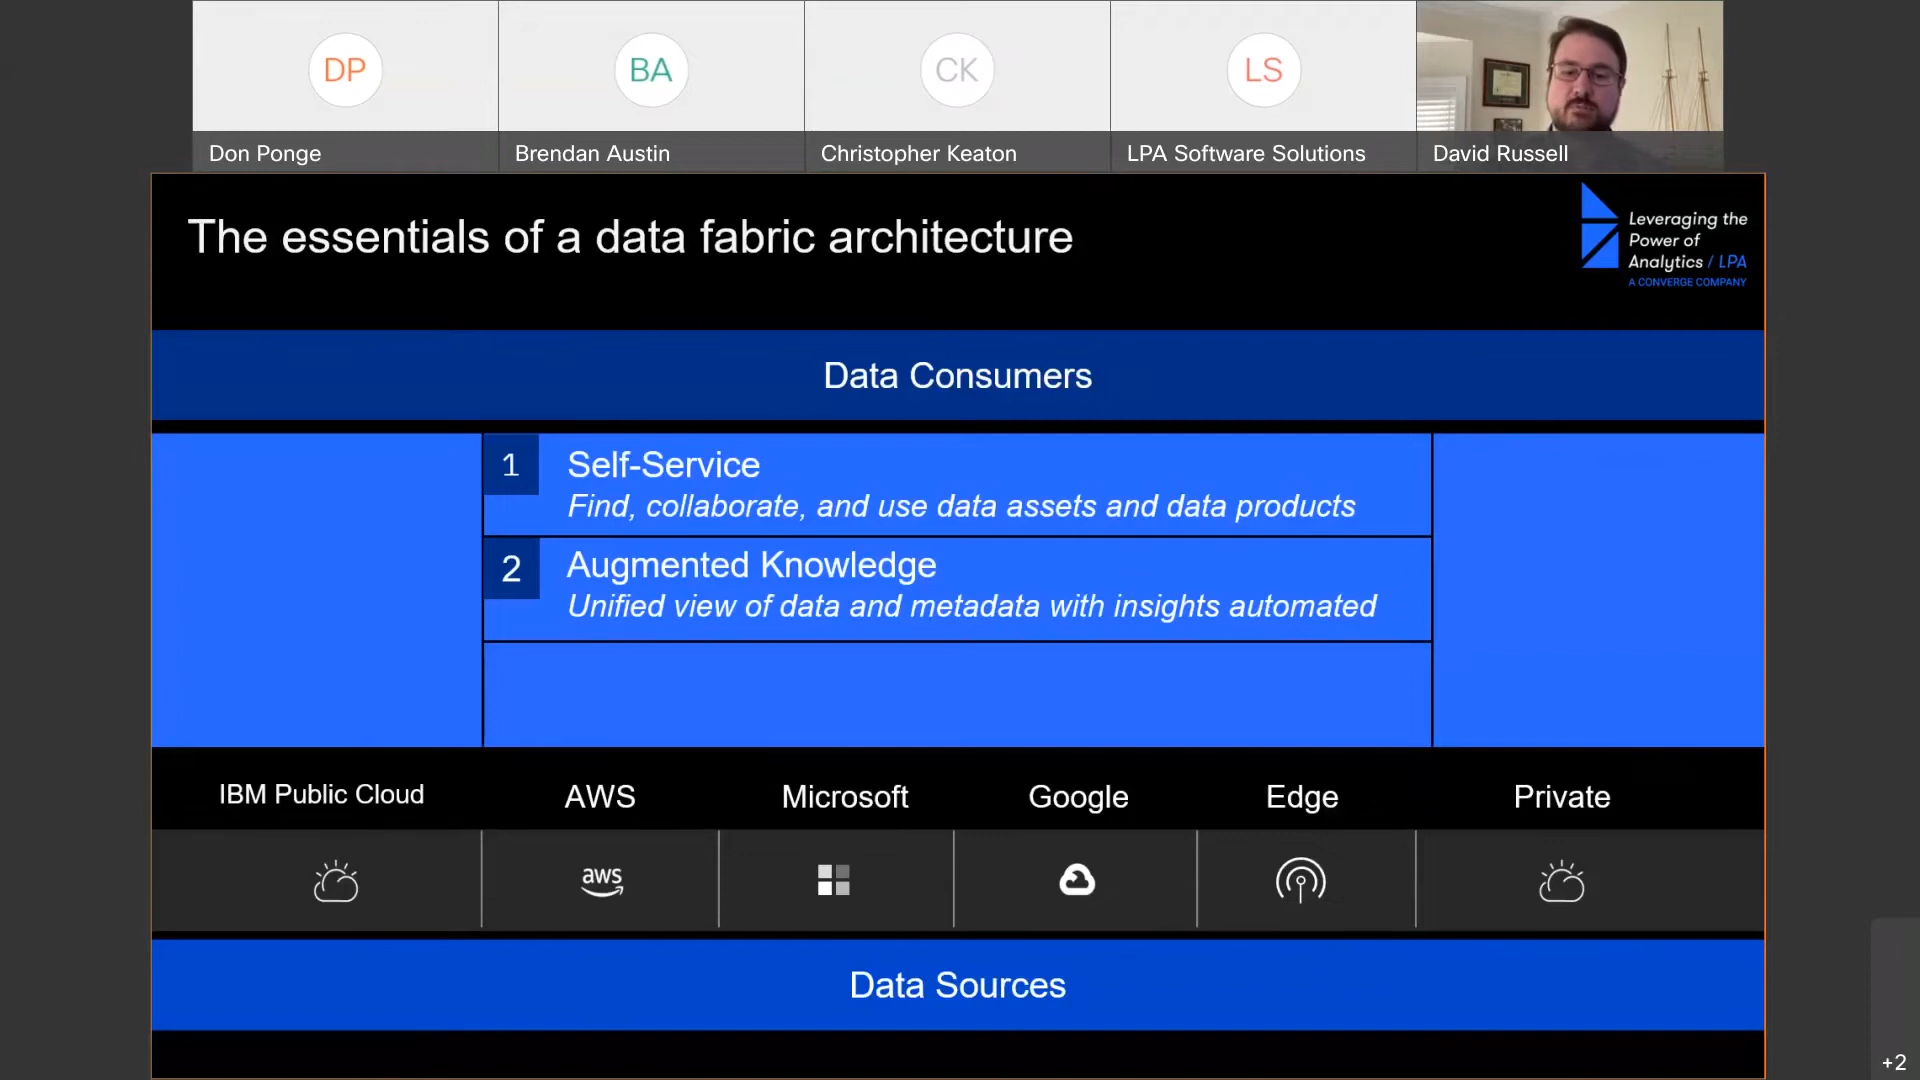 DP
BA
CK
LS
Don Ponge
Brendan Austin
Christopher Keaton
LPA Software Solutions
David Russell
The essentials of a data fabric architecture
Leveraging the
Power of
Analytics / LPA
A CONVERGE COMPANY
Data Consumers
1
Self-Service
Find, collaborate, and use data assets and data products
2
Augmented Knowledge
Unified view of data and metadata with insights automated
IBM Public Cloud
AWS
Microsoft
Google
Edge
Private
aws
Data Sources
+2